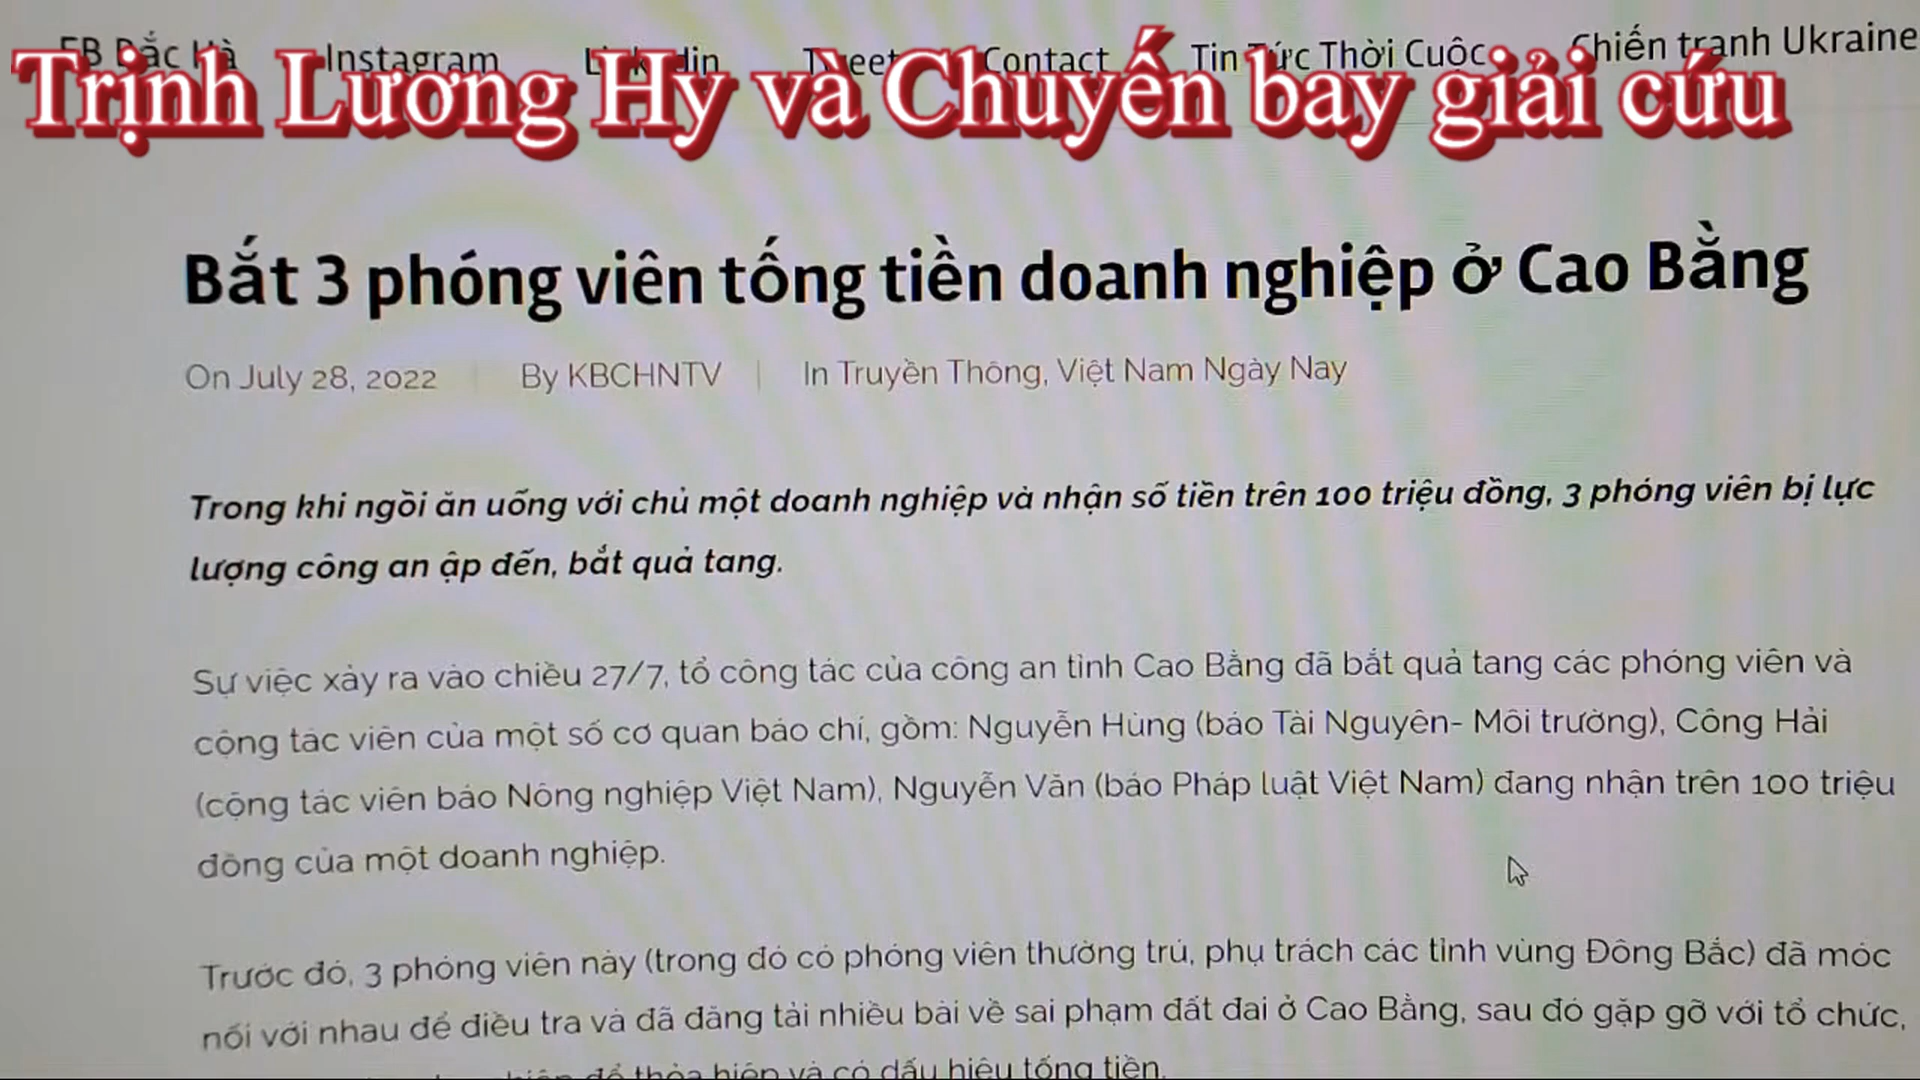 FB Bắc Hà Instagram Linkedin Tweet Contact Tin Tức Thời Cuộc Chiến tranh Ukraine
Trịnh Lương Hy và Chuyến bay giải cứu
Bắt 3 phóng viên tống tiền doanh nghiệp ở Cao Bằng
On July 28, 2022 | By KBCHNTV | In Truyền Thông, Việt Nam Ngày Nay
Trong khi ngồi ăn uống với chủ một doanh nghiệp và nhận số tiền trên 100 triệu đồng, 3 phóng viên bị lực
lượng công an ập đến, bắt quả tang.
Sự việc xảy ra vào chiều 27/7, tổ công tác của công an tỉnh Cao Bằng đã bắt quả tang các phóng viên và
cộng tác viên của một số cơ quan báo chí, gồm: Nguyễn Hùng (báo Tài Nguyên- Môi trường), Công Hải
(cộng tác viên báo Nông nghiệp Việt Nam), Nguyễn Văn (báo Pháp luật Việt Nam) đang nhận trên 100 triệu
đồng của một doanh nghiệp.
Trước đó, 3 phóng viên này (trong đó có phóng viên thường trú, phụ trách các tỉnh vùng Đông Bắc) đã móc
nối với nhau để điều tra và đã đăng tải nhiều bài về sai phạm đất đai ở Cao Bằng, sau đó gặp gỡ với tổ chức,
để thỏa hiệp và có dấu hiệu tống tiền.